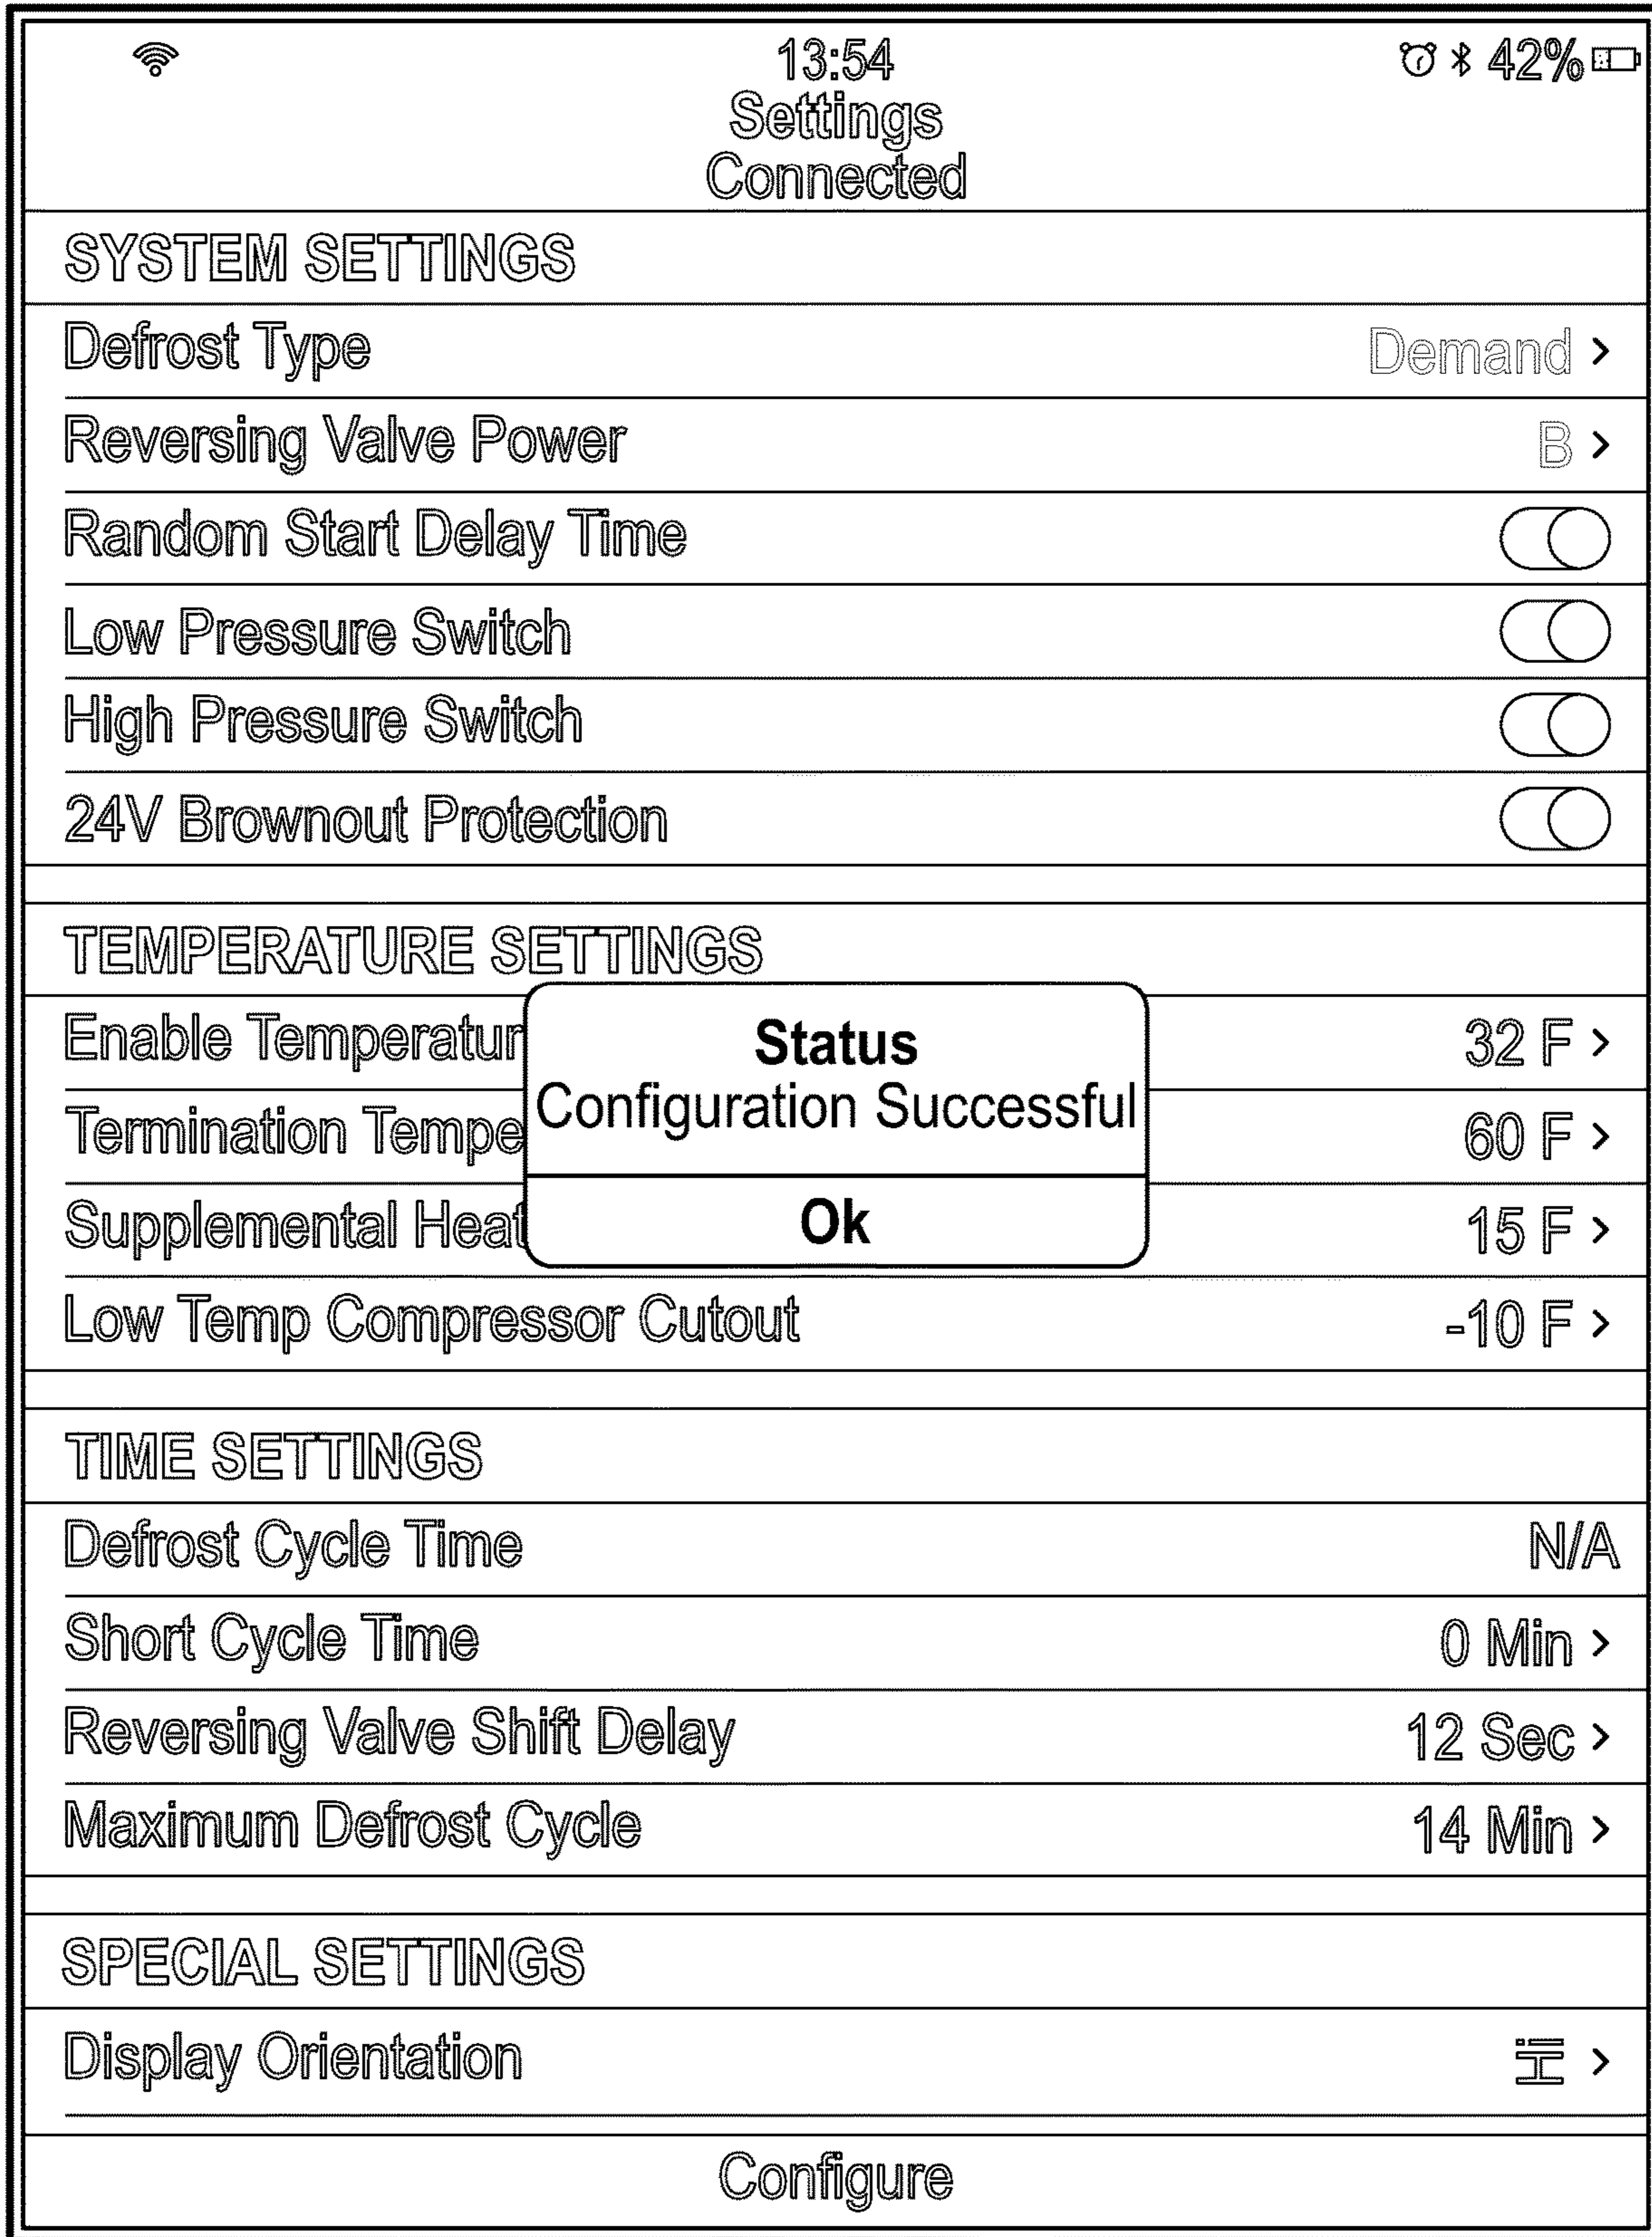 13:54
42%
Settings
Connected
SYSTEM SETTINGS
Defrost Type Demand >
Reversing Valve Power B >
Random Start Delay Time
Low Pressure Switch
High Pressure Switch
24V Brownout Protection
TEMPERATURE SETTINGS
Enable Temperatur 32 F >
Termination Tempe 60 F >
Supplemental Heat 15 F >
Status
Configuration Successful
Ok
Low Temp Compressor Cutout -10 F >
TIME SETTINGS
Defrost Cycle Time N/A
Short Cycle Time 0 Min >
Reversing Valve Shift Delay 12 Sec >
Maximum Defrost Cycle 14 Min >
SPECIAL SETTINGS
Display Orientation Hi >
Configure